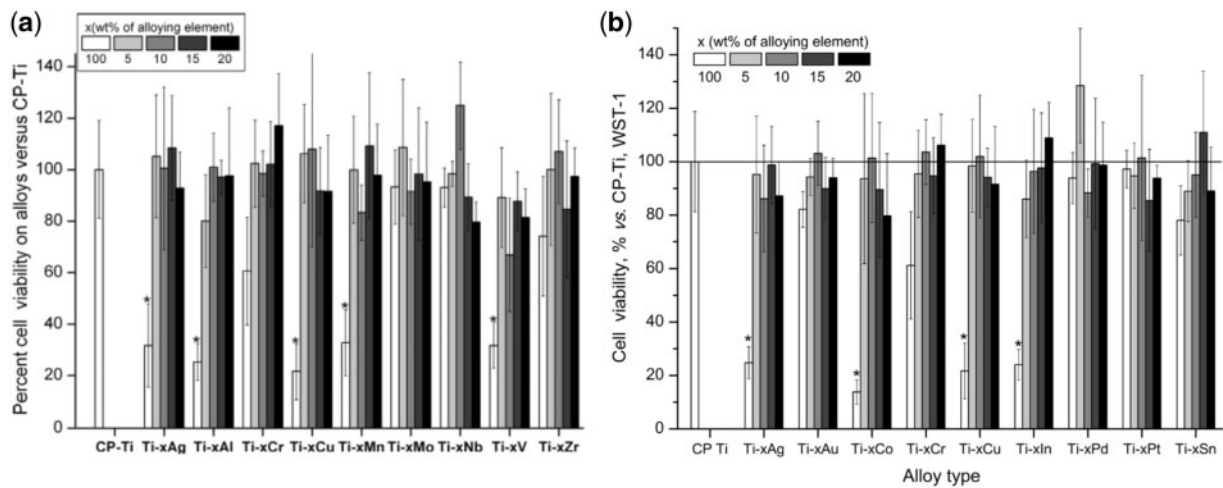 (a)
x(wt% of alloying element)
100 5 10 15 20
Percent cell viability on alloys versus CP-Ti
140
120
100
80
60
40
20
0
* * * * *
CP-Ti Ti-xAg Ti-xAl Ti-xCr Ti-xCu Ti-xMn Ti-xMo Ti-xNb Ti-xV Ti-xZr
(b)
x (wt% of alloying element)
100 5 10 15 20
Cell viability, % vs. CP-Ti, WST-1
140
120
100
80
60
40
20
0
* * * *
CP Ti Ti-xAg Ti-xAu Ti-xCo Ti-xCr Ti-xCu Ti-xIn Ti-xPd Ti-xPt Ti-xSn
Alloy type